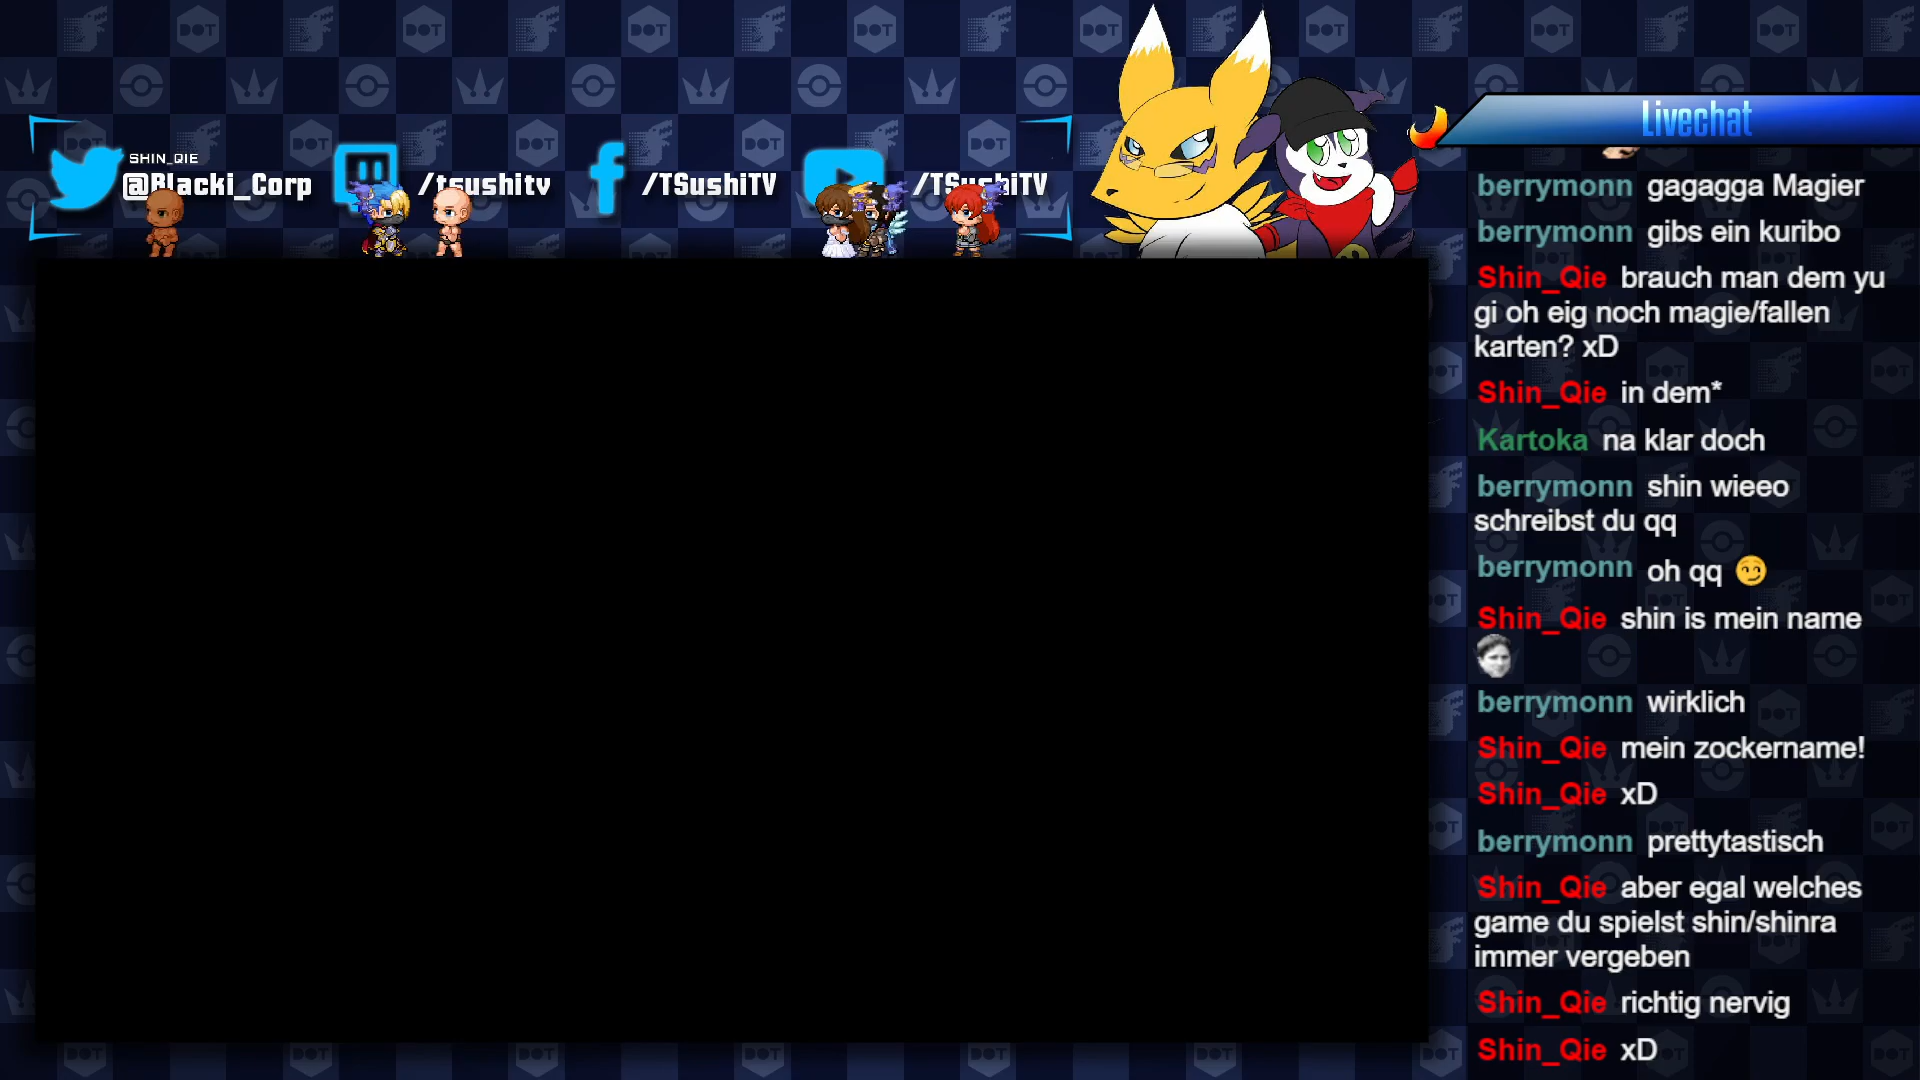 SHIN_QIE
@Blacki_Corp
/tsushitv
/TSushiTV
/TSushiTV
Livechat
berrymonn gagagga Magier
berrymonn gibs ein kuribo
Shin_Qie brauch man dem yu
gi oh eig noch magie/fallen
karten? xD
Shin_Qie in dem*
Kartoka na klar doch
berrymonn shin wieeo
schreibst du qq
berrymonn oh qq 😏
Shin_Qie shin is mein name
berrymonn wirklich
Shin_Qie mein zockername!
Shin_Qie xD
berrymonn prettytastisch
Shin_Qie aber egal welches
game du spielst shin/shinra
immer vergeben
Shin_Qie richtig nervig
Shin_Qie xD